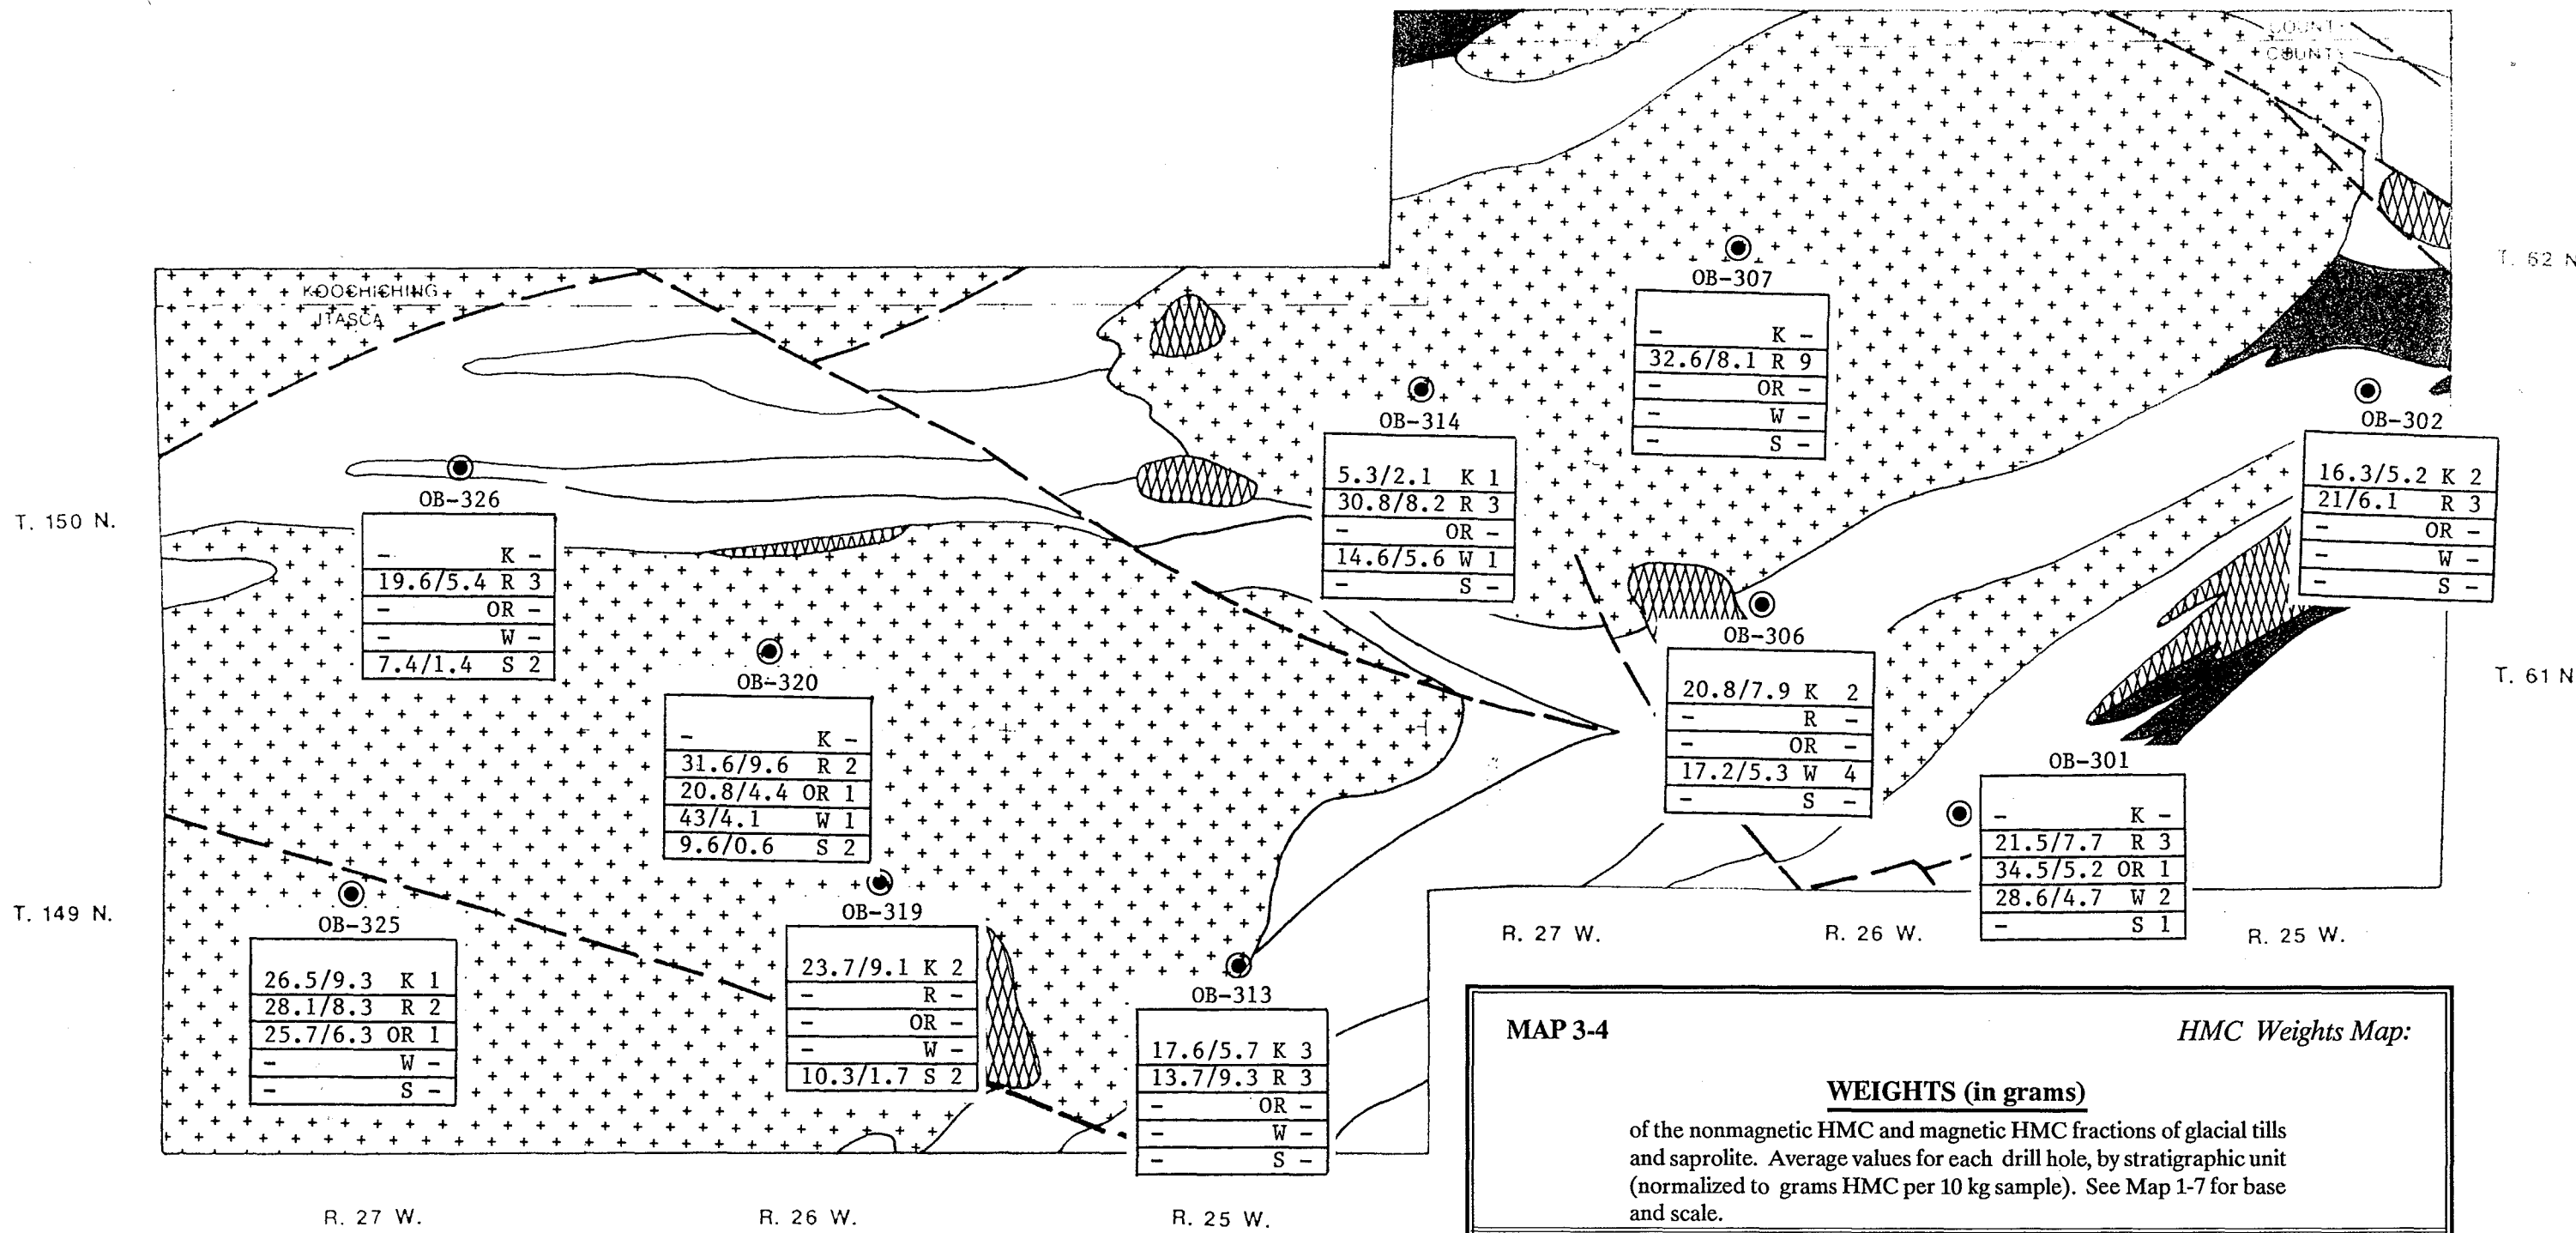 COUNTY
COUNTY
T. 62 N
KOOCHICHING
ITASCA
OB-307
- K -
32.6/8.1 R 9
- OR -
- W -
- S -
OB-314
5.3/2.1 K 1
30.8/8.2 R 3
- OR -
14.6/5.6 W 1
- S -
OB-302
16.3/5.2 K 2
21/6.1 R 3
- OR -
- W -
- S -
T. 150 N.
OB-326
- K -
19.6/5.4 R 3
- OR -
- W -
7.4/1.4 S 2
OB-306
20.8/7.9 K 2
- R -
- OR -
17.2/5.3 W 4
- S -
T. 61 N
OB-320
- K -
31.6/9.6 R 2
20.8/4.4 OR 1
43/4.1 W 1
9.6/0.6 S 2
OB-301
- K -
21.5/7.7 R 3
34.5/5.2 OR 1
28.6/4.7 W 2
- S 1
T. 149 N.
OB-325
26.5/9.3 K 1
28.1/8.3 R 2
25.7/6.3 OR 1
- W -
- S -
OB-319
23.7/9.1 K 2
- R -
- OR -
- W -
10.3/1.7 S 2
OB-313
17.6/5.7 K 3
13.7/9.3 R 3
- OR -
- W -
- S -
R. 27 W.
R. 26 W.
R. 25 W.
MAP 3-4
HMC Weights Map:
WEIGHTS (in grams)
of the nonmagnetic HMC and magnetic HMC fractions of glacial tills
and saprolite. Average values for each drill hole, by stratigraphic unit
(normalized to grams HMC per 10 kg sample). See Map 1-7 for base
and scale.
R. 27 W.
R. 26 W.
R. 25 W.